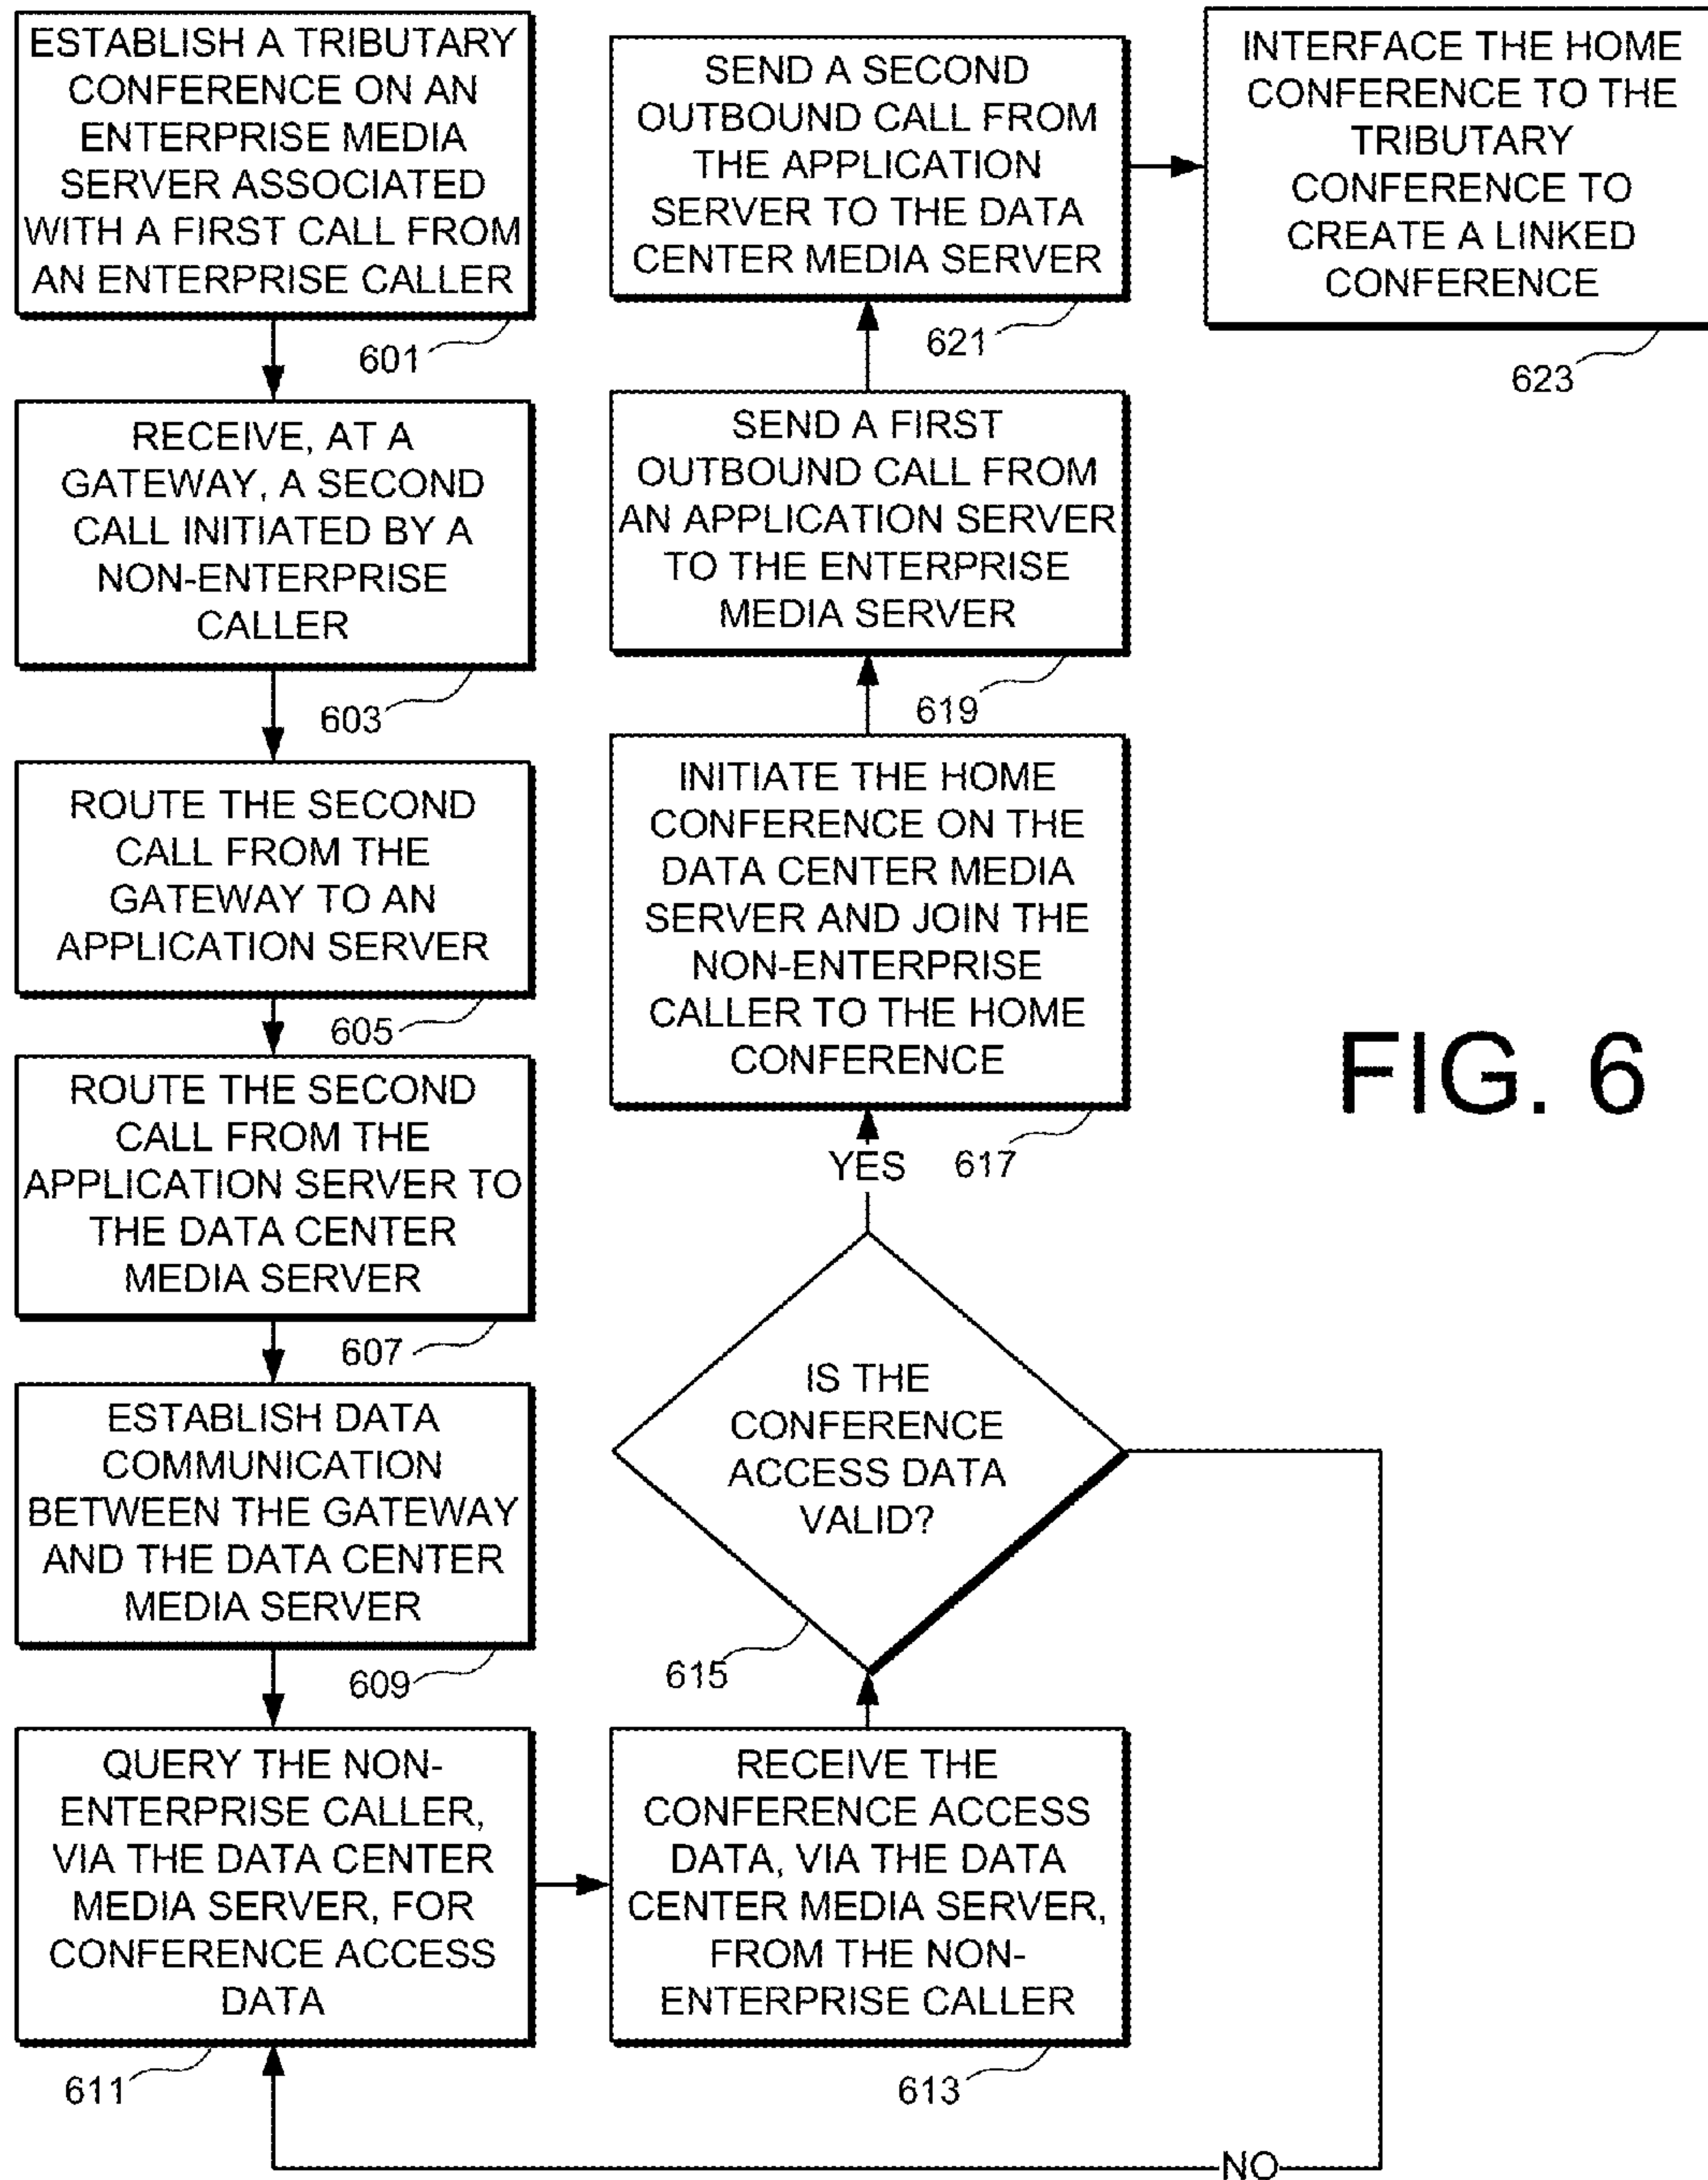 ESTABLISH A TRIBUTARY
CONFERENCE ON AN
ENTERPRISE MEDIA
SERVER ASSOCIATED
WITH A FIRST CALL FROM
AN ENTERPRISE CALLER
601
RECEIVE, AT A
GATEWAY, A SECOND
CALL INITIATED BY A
NON-ENTERPRISE
CALLER
603
ROUTE THE SECOND
CALL FROM THE
GATEWAY TO AN
APPLICATION SERVER
605
ROUTE THE SECOND
CALL FROM THE
APPLICATION SERVER TO
THE DATA CENTER
MEDIA SERVER
607
ESTABLISH DATA
COMMUNICATION
BETWEEN THE GATEWAY
AND THE DATA CENTER
MEDIA SERVER
609
QUERY THE NON-
ENTERPRISE CALLER,
VIA THE DATA CENTER
MEDIA SERVER, FOR
CONFERENCE ACCESS
DATA
611
RECEIVE THE
CONFERENCE ACCESS
DATA, VIA THE DATA
CENTER MEDIA SERVER,
FROM THE NON-
ENTERPRISE CALLER
613
IS THE
CONFERENCE
ACCESS DATA
VALID?
615
NO
YES
INITIATE THE HOME
CONFERENCE ON THE
DATA CENTER MEDIA
SERVER AND JOIN THE
NON-ENTERPRISE
CALLER TO THE HOME
CONFERENCE
617
SEND A FIRST
OUTBOUND CALL FROM
AN APPLICATION SERVER
TO THE ENTERPRISE
MEDIA SERVER
619
SEND A SECOND
OUTBOUND CALL FROM
THE APPLICATION
SERVER TO THE DATA
CENTER MEDIA SERVER
621
INTERFACE THE HOME
CONFERENCE TO THE
TRIBUTARY
CONFERENCE TO
CREATE A LINKED
CONFERENCE
623
FIG. 6